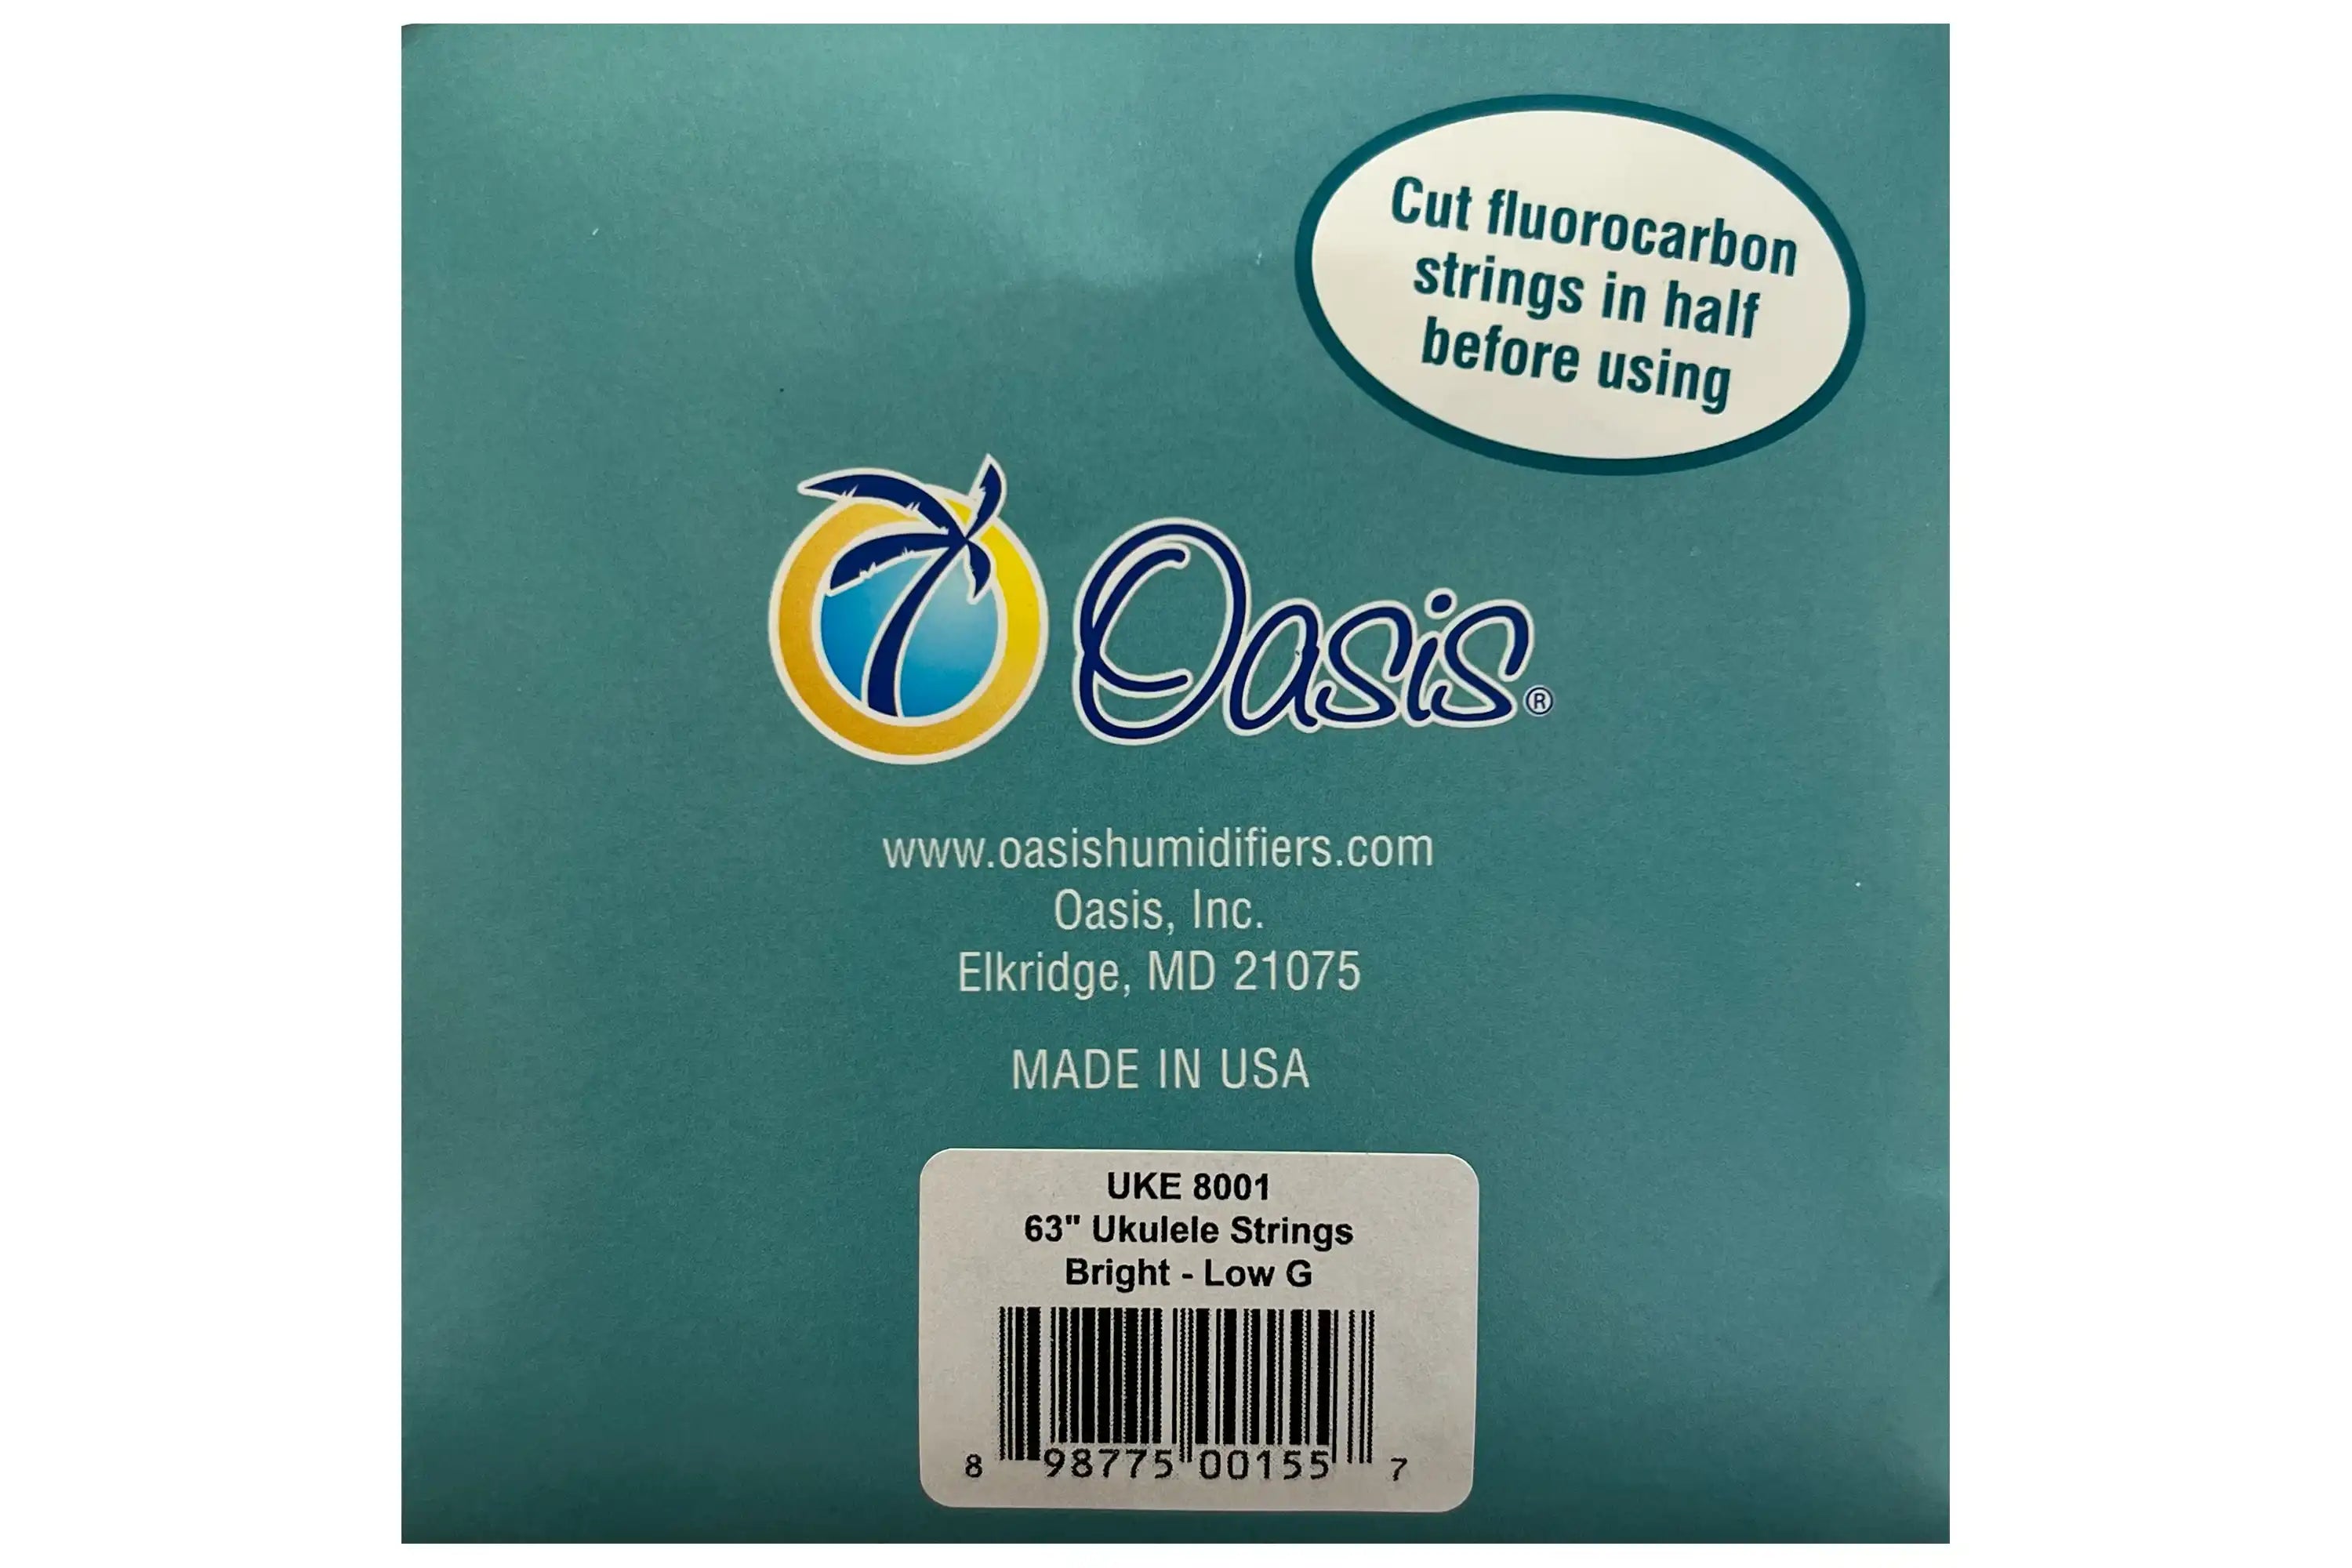 Cut fluorocarbon
strings in half
before using
Oasis®
www.oasishumidifiers.com
Oasis, Inc.
Elkridge, MD 21075
MADE IN USA
UKE 8001
63" Ukulele Strings
Bright - Low G
8 98775 00155 7